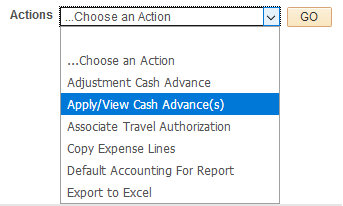 Actions ...Choose an Action GO
...Choose an Action
Adjustment Cash Advance
Apply/View Cash Advance(s)
Associate Travel Authorization
Copy Expense Lines
Default Accounting For Report
Export to Excel